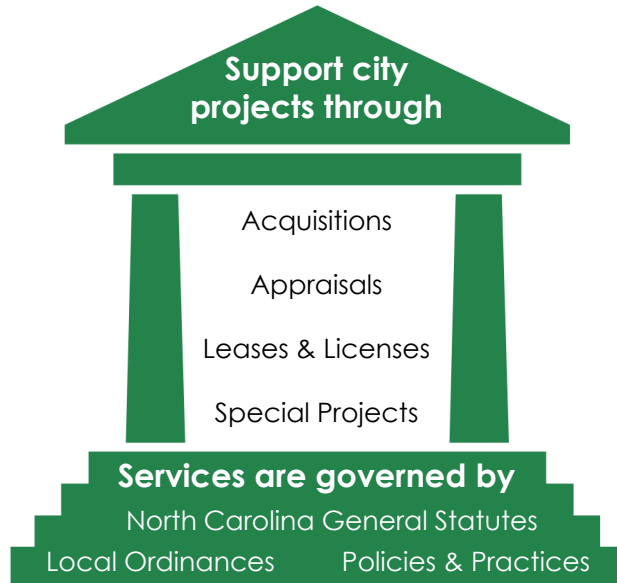 Support city
projects through
Acquisitions
Appraisals
Leases & Licenses
Special Projects
Services are governed by
North Carolina General Statutes
Local Ordinances Policies & Practices